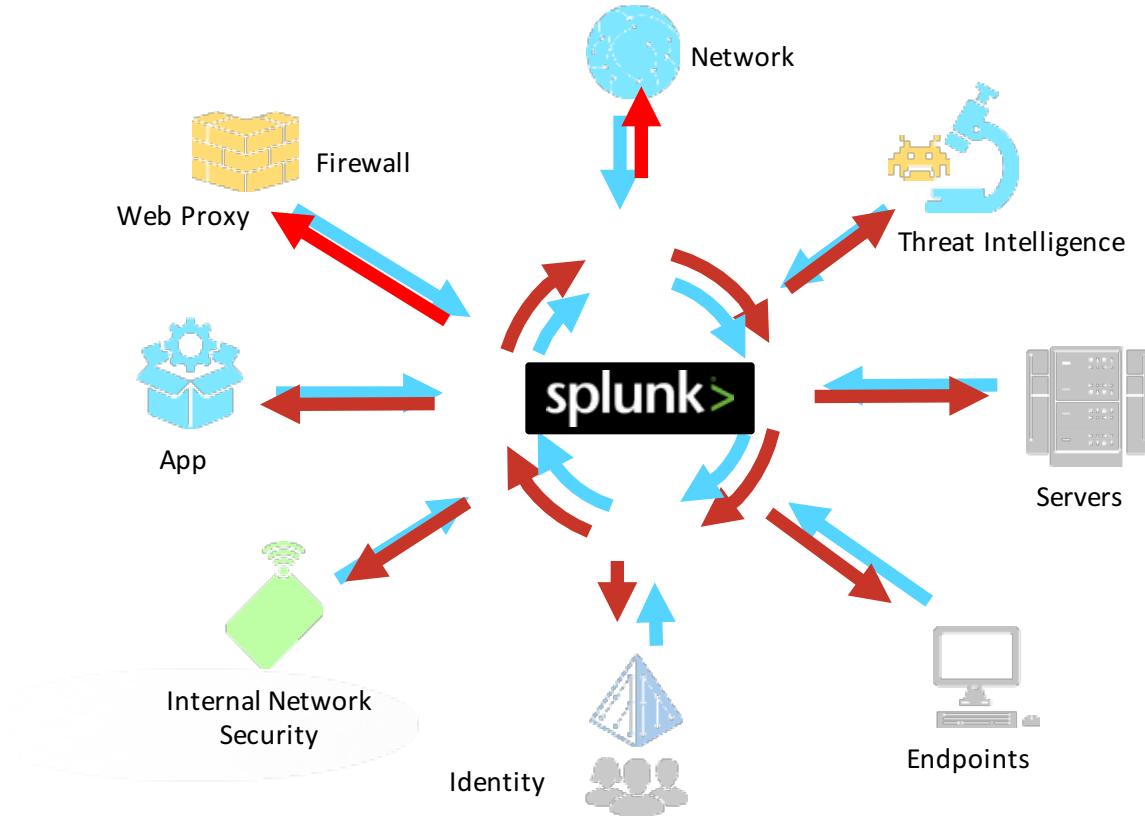 Network
Firewall
Web Proxy
Threat Intelligence
splunk>
App
Servers
Internal Network
Security
Endpoints
Identity